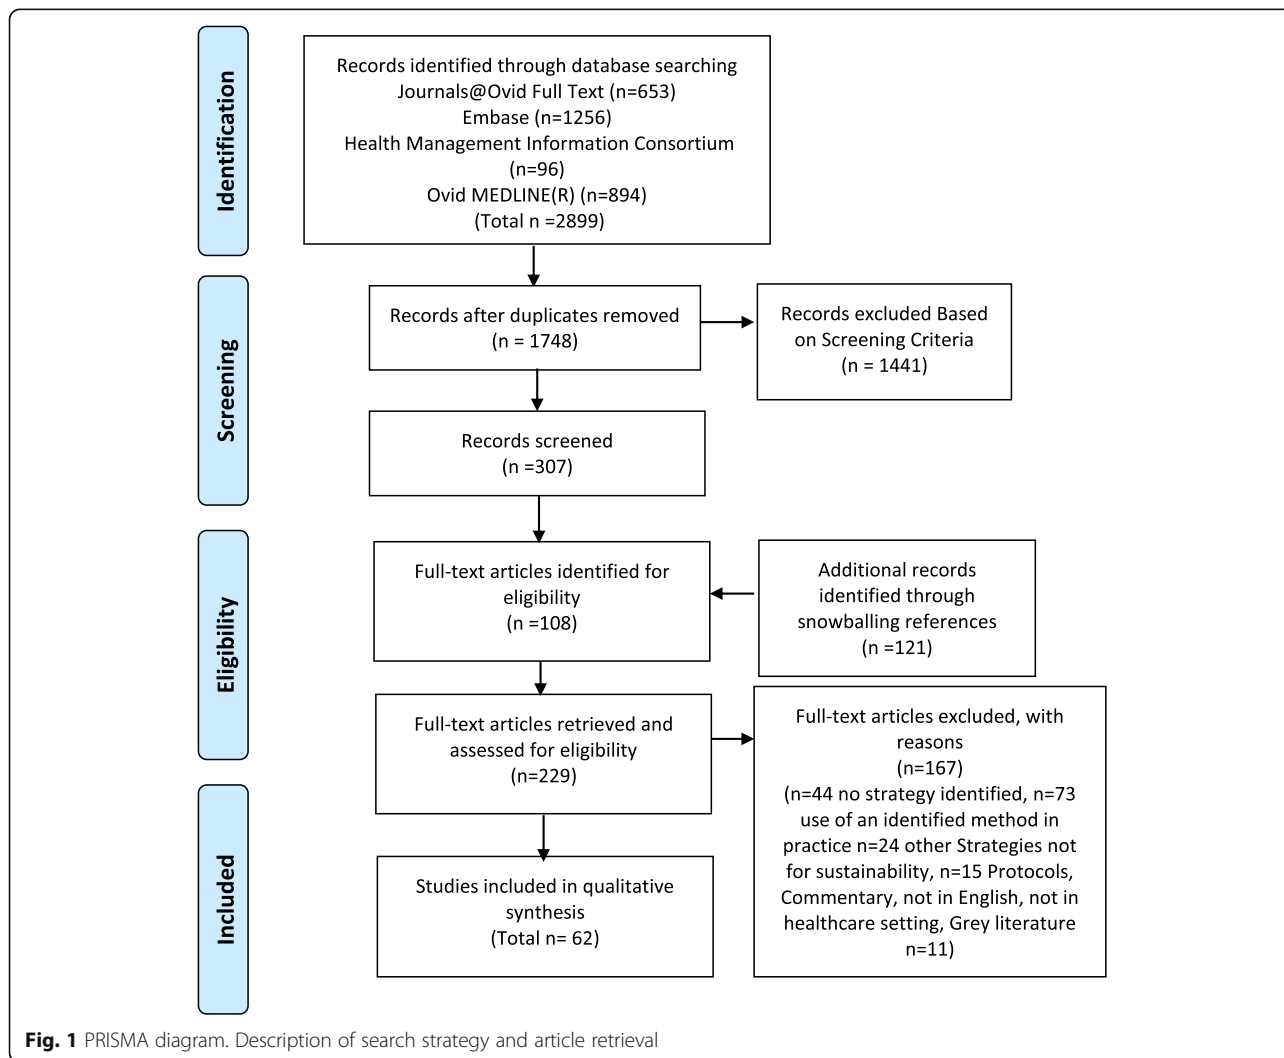 Identification
Records identified through database searching
Journals@Ovid Full Text (n=653)
Embase (n=1256)
Health Management Information Consortium
(n=96)
Ovid MEDLINE(R) (n=894)
(Total n =2899)
Screening
Records after duplicates removed
(n = 1748)
Records excluded Based
on Screening Criteria
(n = 1441)
Records screened
(n =307)
Eligibility
Full-text articles identified for
eligibility
(n =108)
Additional records
identified through
snowballing references
(n =121)
Full-text articles retrieved and
assessed for eligibility
(n=229)
Full-text articles excluded, with
reasons
(n=167)
(n=44 no strategy identified, n=73
use of an identified method in
practice n=24 other Strategies not
for sustainability, n=15 Protocols,
Commentary, not in English, not in
healthcare setting, Grey literature
n=11)
Included
Studies included in qualitative
synthesis
(Total n= 62)
Fig. 1 PRISMA diagram. Description of search strategy and article retrieval